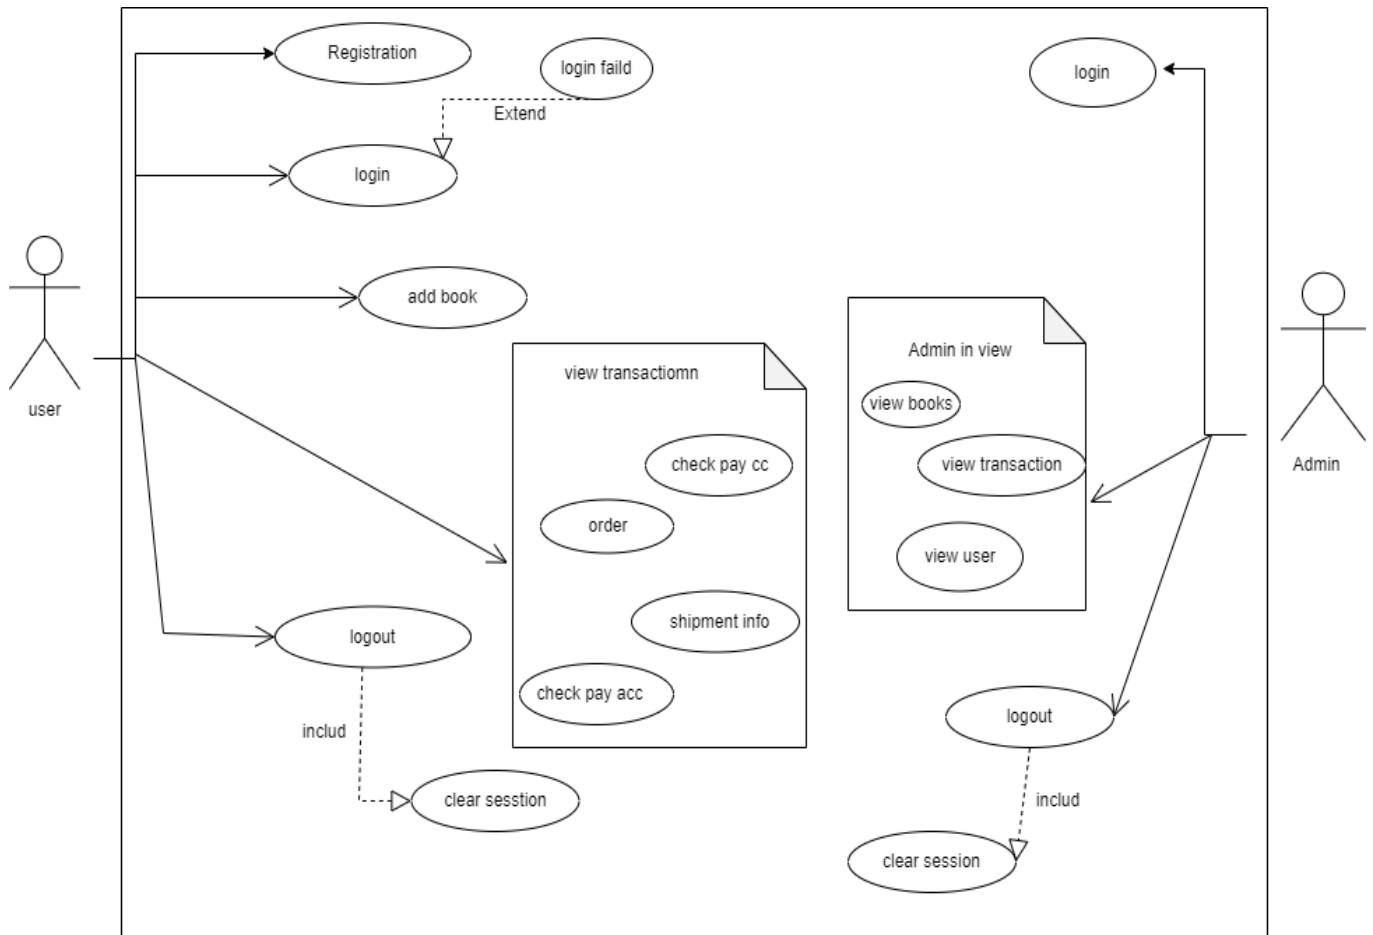 Registration
login faild
login
Extend
login
add book
user
view transactiomn
Admin in view
view books
check pay cc
view transaction
Admin
order
view user
shipment info
logout
check pay acc
logout
includ
clear sesstion
includ
clear session